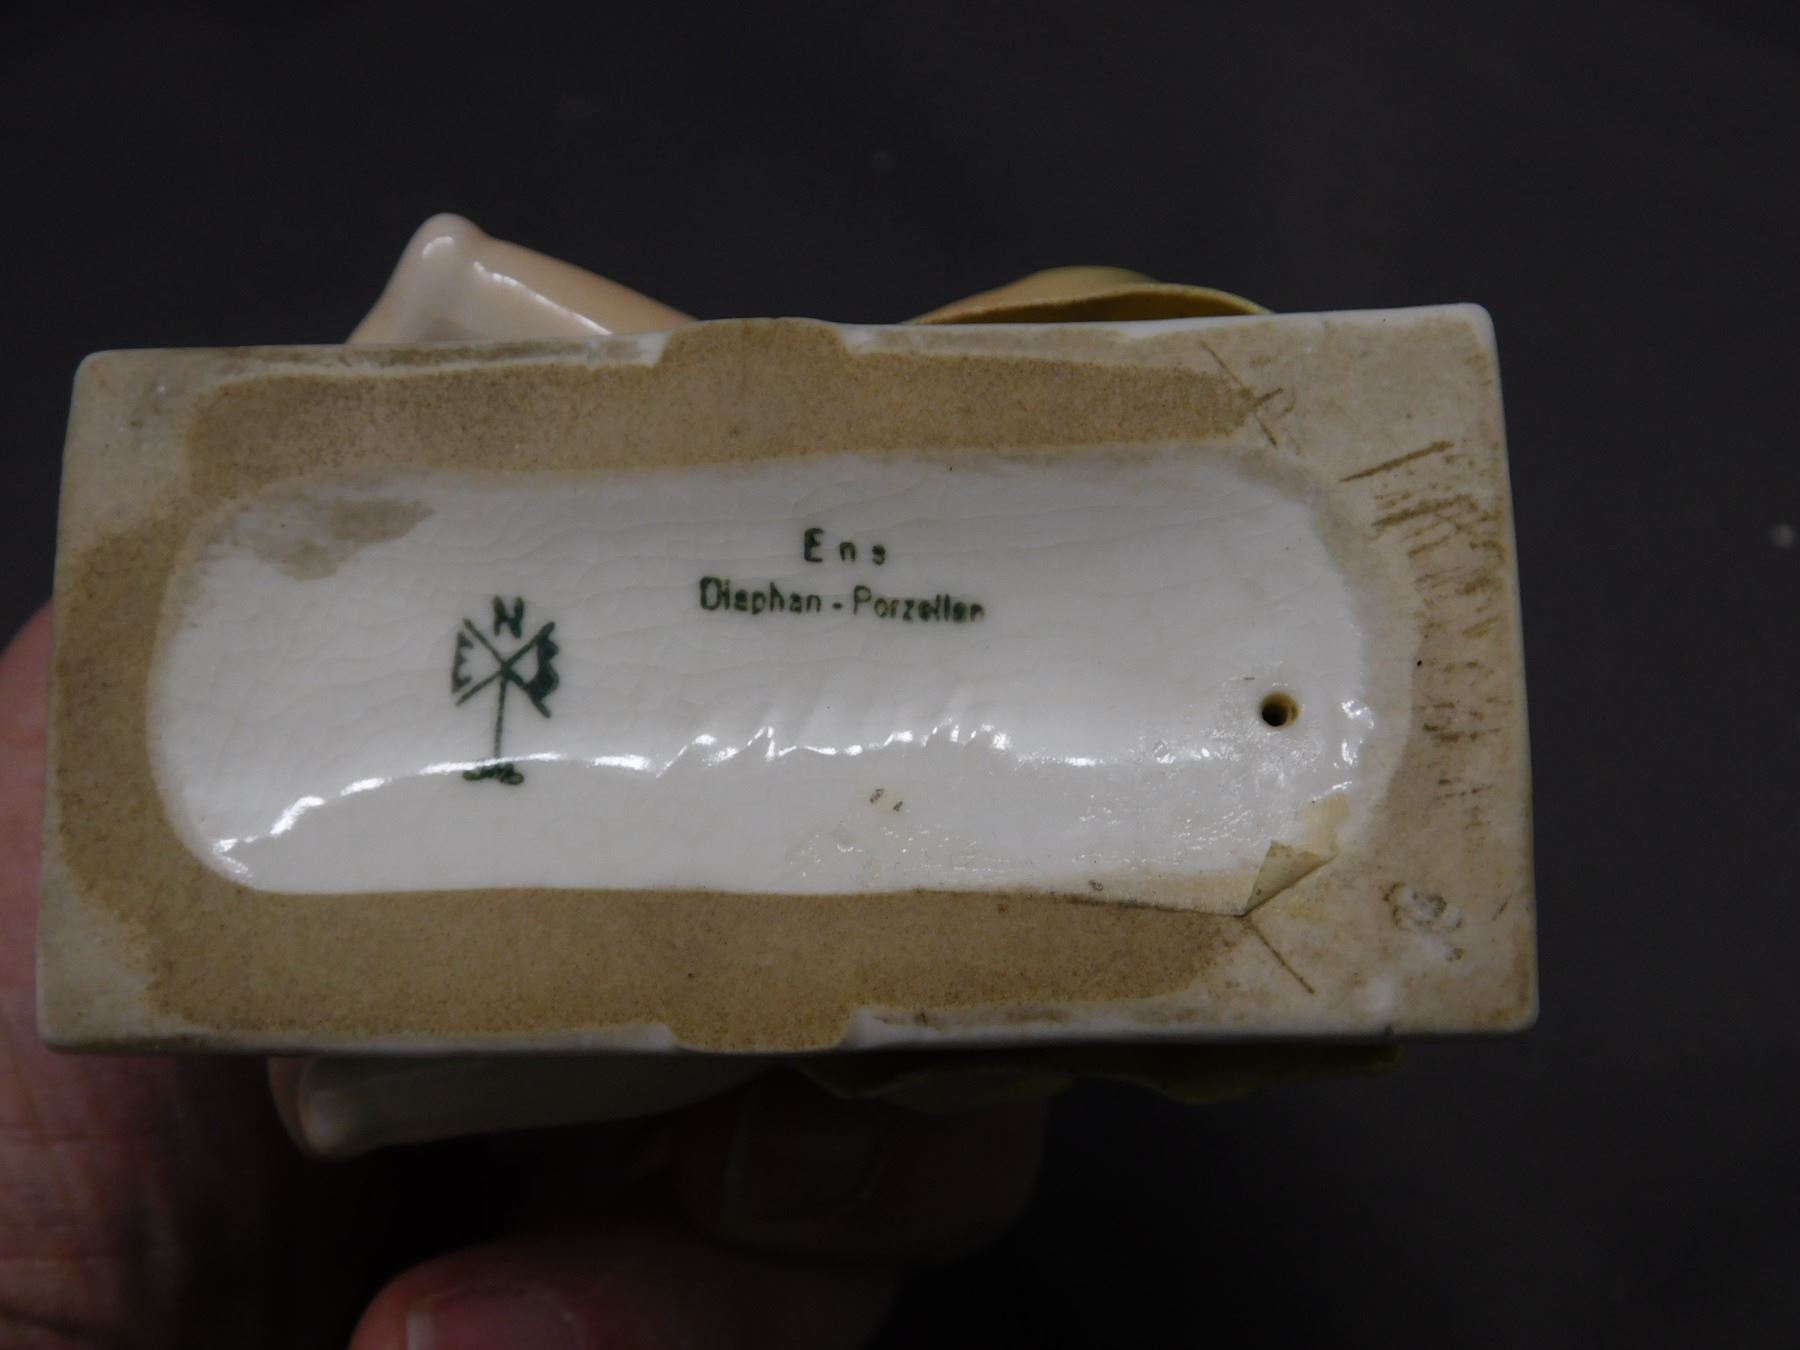 Ens
Diaphan - Porzellan
N
E S